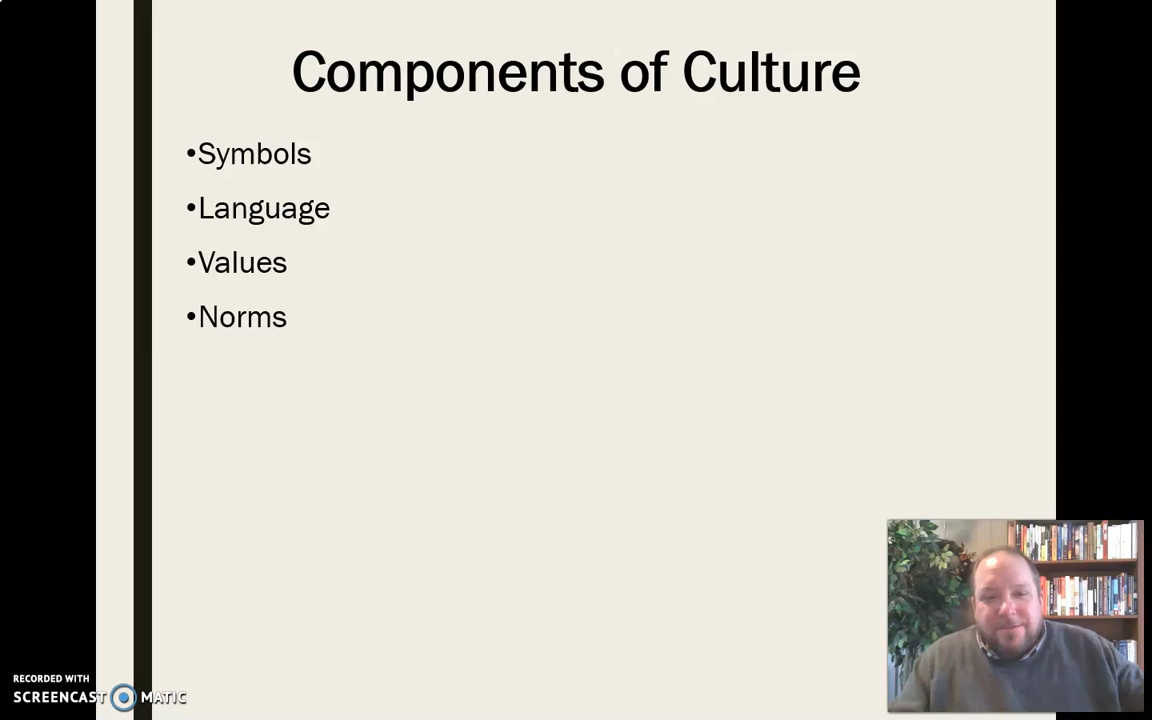 Components of Culture
•Symbols
•Language
•Values
•Norms
RECORDED WITH
SCREENCAST MATIC